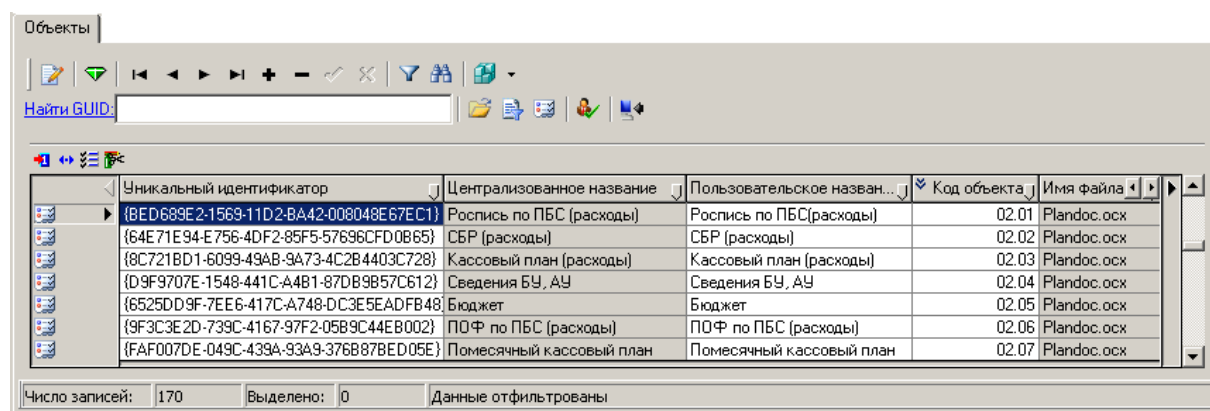 Объекты
Найти GUID:
Уникальный идентификатор Централизованное название Пользовательское назван... Код объекта Имя файла
{BED689E2-1569-11D2-BA42-008048E67EC1} Роспись по ПБС (расходы) Роспись по ПБС(расходы) 02.01 Plandoc.ocx
{64E71E94-E756-4DF2-85F5-57696CFD0B65} СБР (расходы) СБР (расходы) 02.02 Plandoc.ocx
{8C721BD1-6099-49AB-9A73-4C2B4403C728} Кассовый план (расходы) Кассовый план (расходы) 02.03 Plandoc.ocx
{D9F9707E-1548-441C-A4B1-87DB9B57C612} Сведения БУ, АУ Сведения БУ, АУ 02.04 Plandoc.ocx
{6525DD9F-7EE6-417C-A748-DC3E5EADFB48 Бюджет Бюджет 02.05 Plandoc.ocx
{9F3C3E2D-739C-4167-97F2-05B9C44EB002} ПОФ по ПБС (расходы) ПОФ по ПБС (расходы) 02.06 Plandoc.ocx
{FAF007DE-049C-439A-93A9-376B87BED05E} Помесячный кассовый план Помесячный кассовый план 02.07 Plandoc.ocx
Число записей: 170 Выделено: 0 Данные отфильтрованы